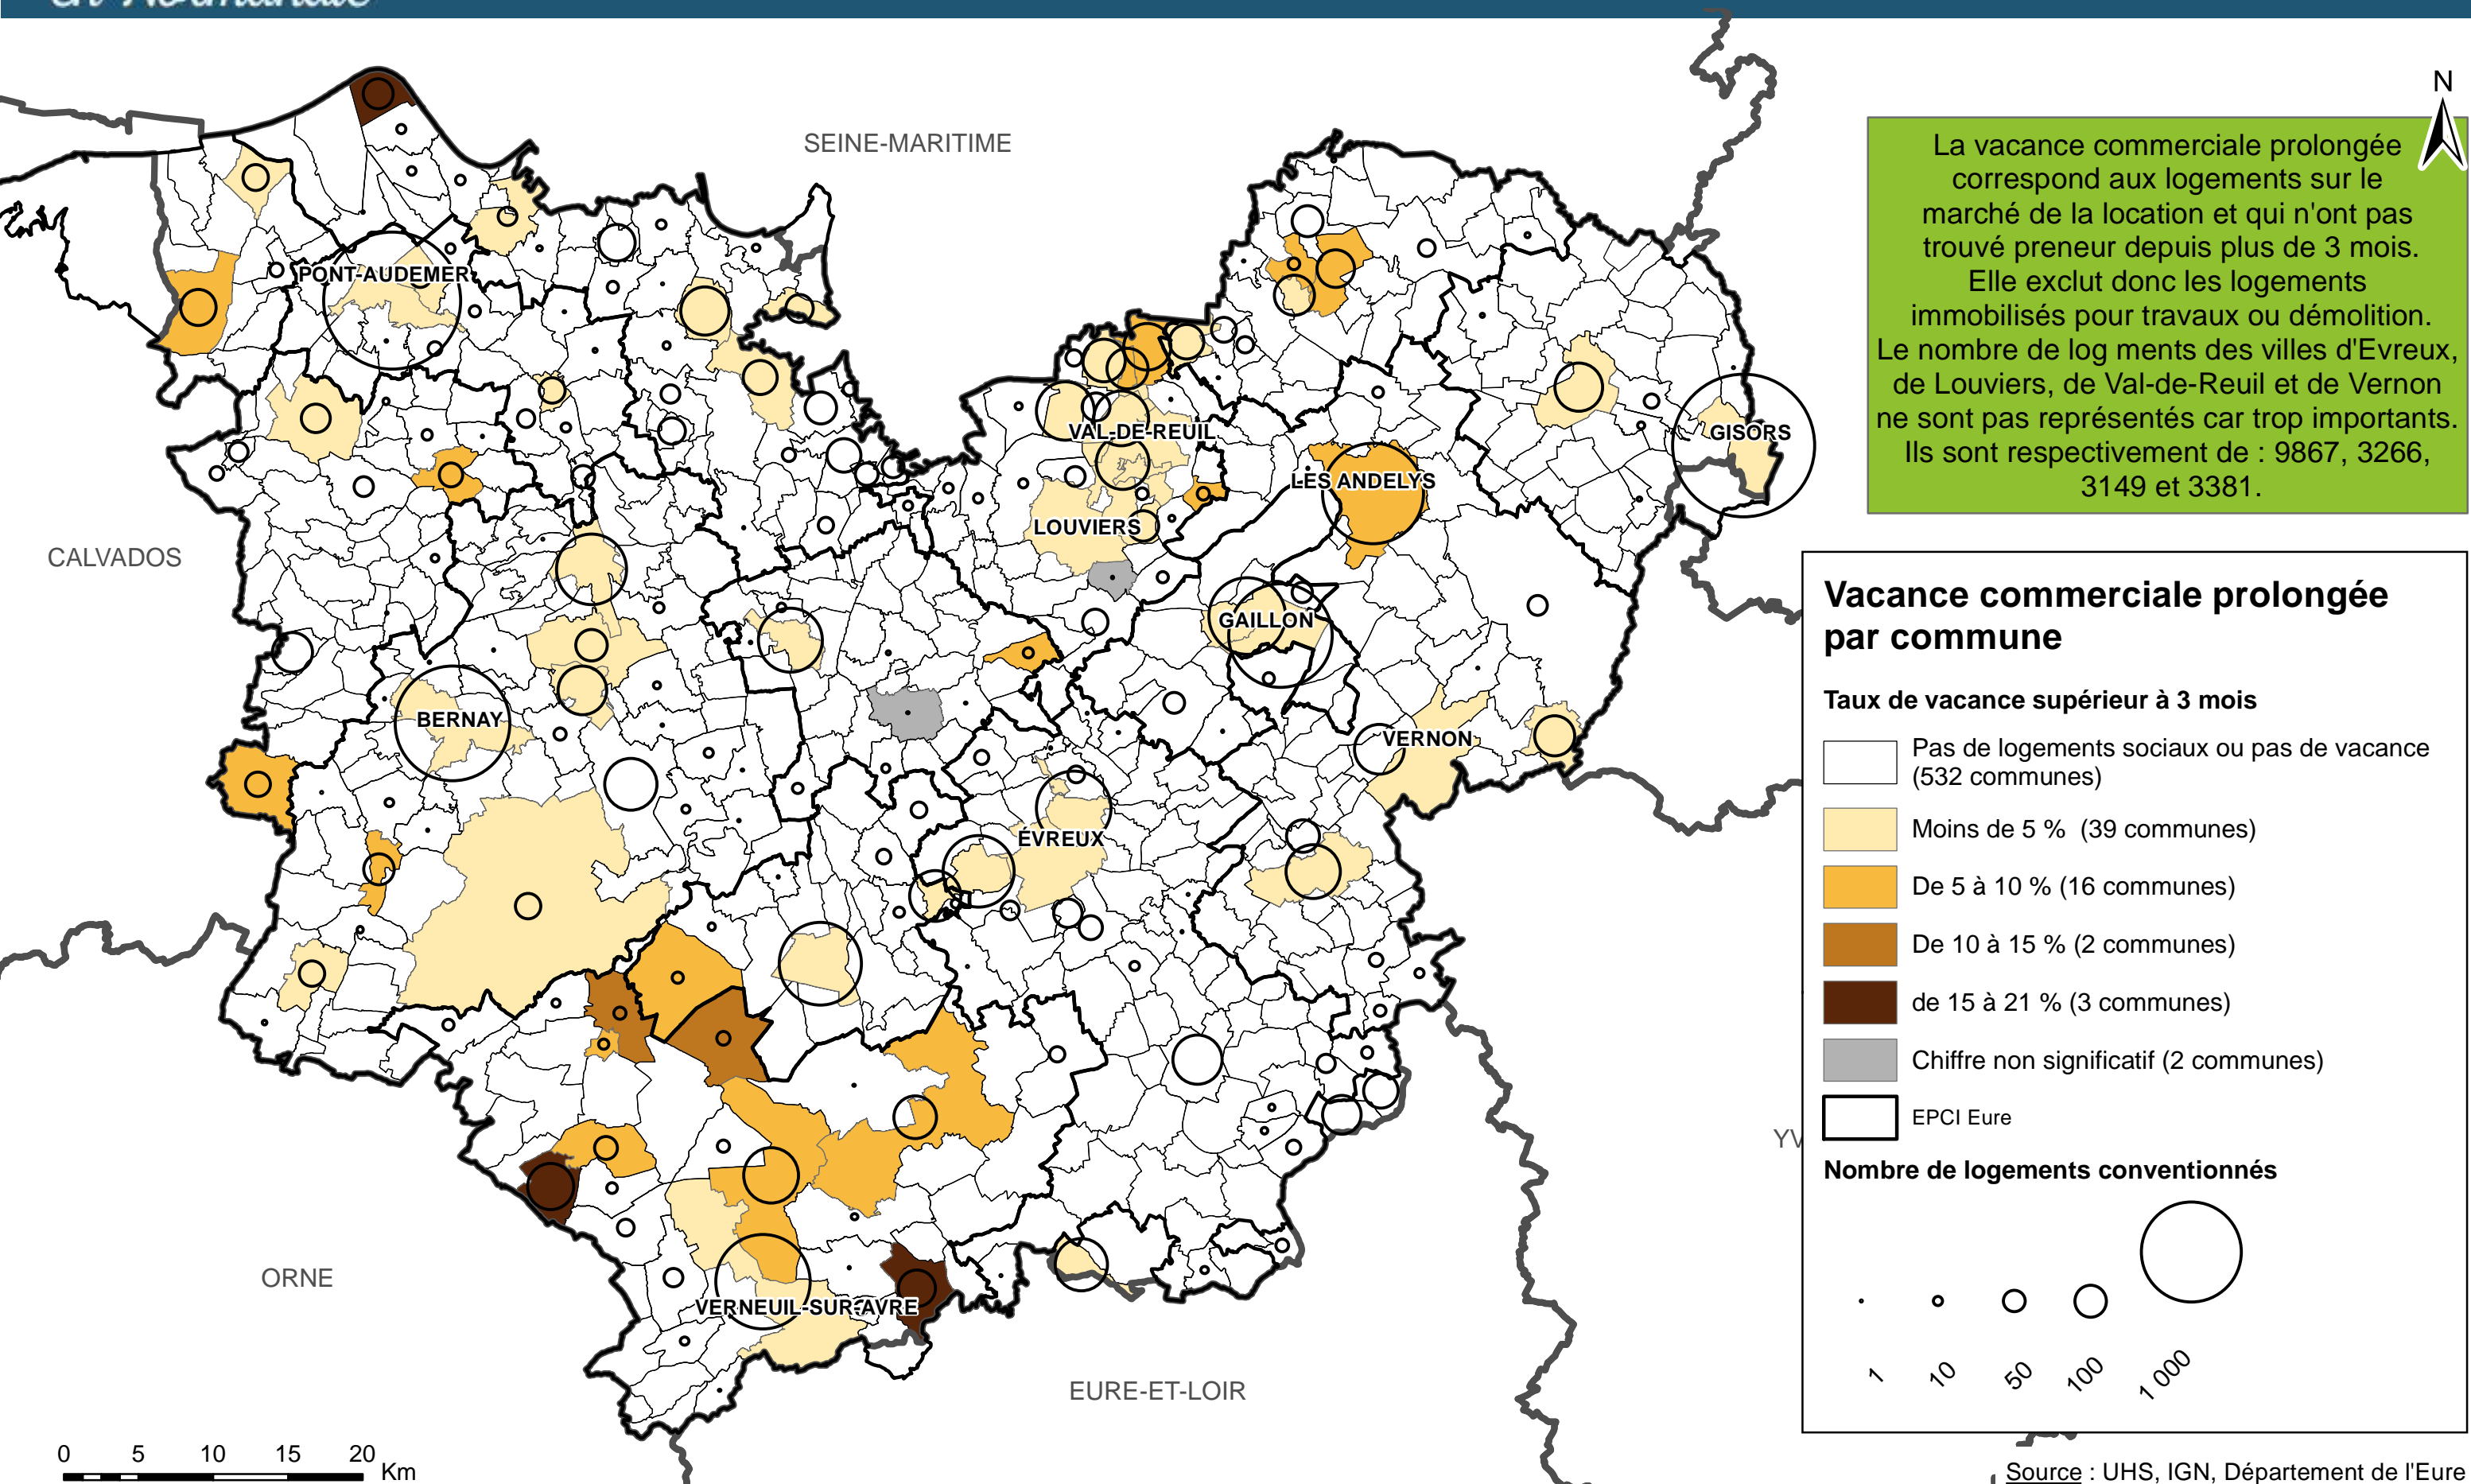 en Normandie
N
SEINE-MARITIME
La vacance commerciale prolongée
correspond aux logements sur le
marché de la location et qui n'ont pas
trouvé preneur depuis plus de 3 mois.
Elle exclut donc les logements
immobilisés pour travaux ou démolition.
Le nombre de log ments des villes d'Evreux,
de Louviers, de Val-de-Reuil et de Vernon
ne sont pas représentés car trop importants.
Ils sont respectivement de : 9867, 3266,
3149 et 3381.
PONT-AUDEMER
VAL-DE-REUIL
GISORS
LES ANDELYS
LOUVIERS
CALVADOS
GAILLON
BERNAY
VERNON
ÉVREUX
Vacance commerciale prolongée
par commune
Taux de vacance supérieur à 3 mois
Pas de logements sociaux ou pas de vacance
(532 communes)
Moins de 5 % (39 communes)
De 5 à 10 % (16 communes)
De 10 à 15 % (2 communes)
de 15 à 21 % (3 communes)
Chiffre non significatif (2 communes)
EPCI Eure
YV
Nombre de logements conventionnés
1 10 50 100 1 000
ORNE
VERNEUIL-SUR-AVRE
EURE-ET-LOIR
0 5 10 15 20
Km
Source : UHS, IGN, Département de l'Eure